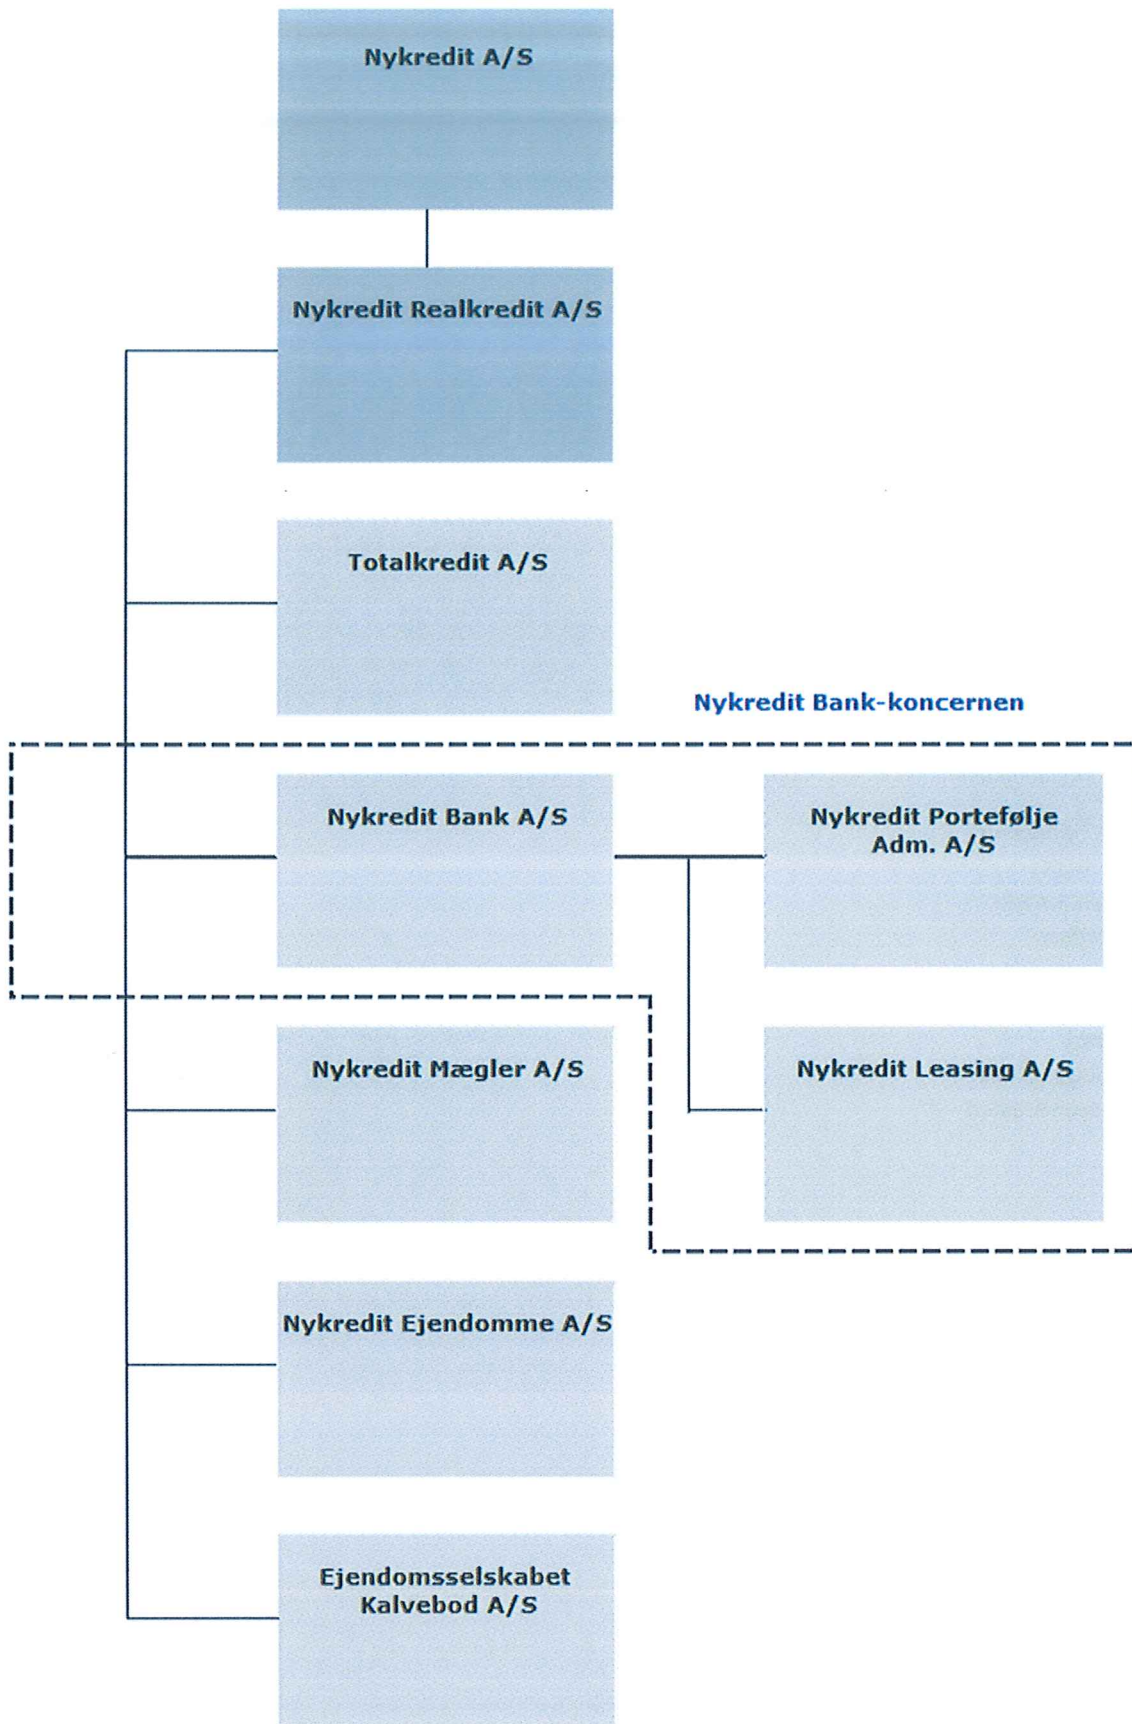 Nykredit A/S
Nykredit Realkredit A/S
Totalkredit A/S
Nykredit Bank-koncernen
Nykredit Bank A/S
Nykredit Portefølje
Adm. A/S
Nykredit Mægler A/S
Nykredit Leasing A/S
Nykredit Ejendomme A/S
Ejendomsselskabet
Kalvebod A/S